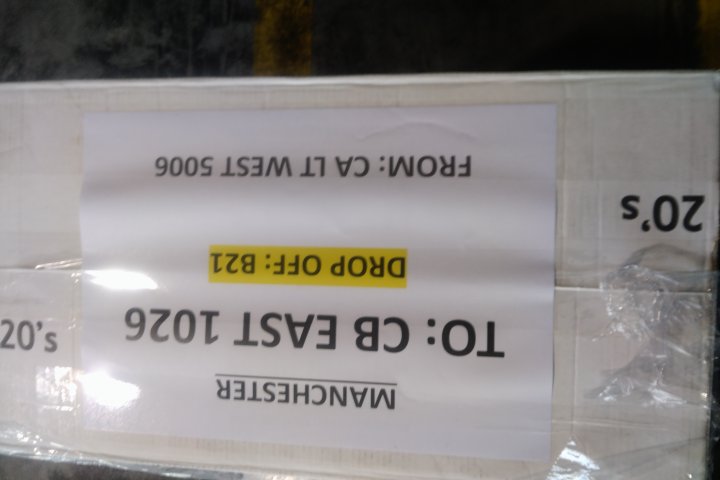 MANCHESTER
TO: CB EAST 1026
DROP OFF: B21
FROM: CA LT WEST 5006
20's
20's